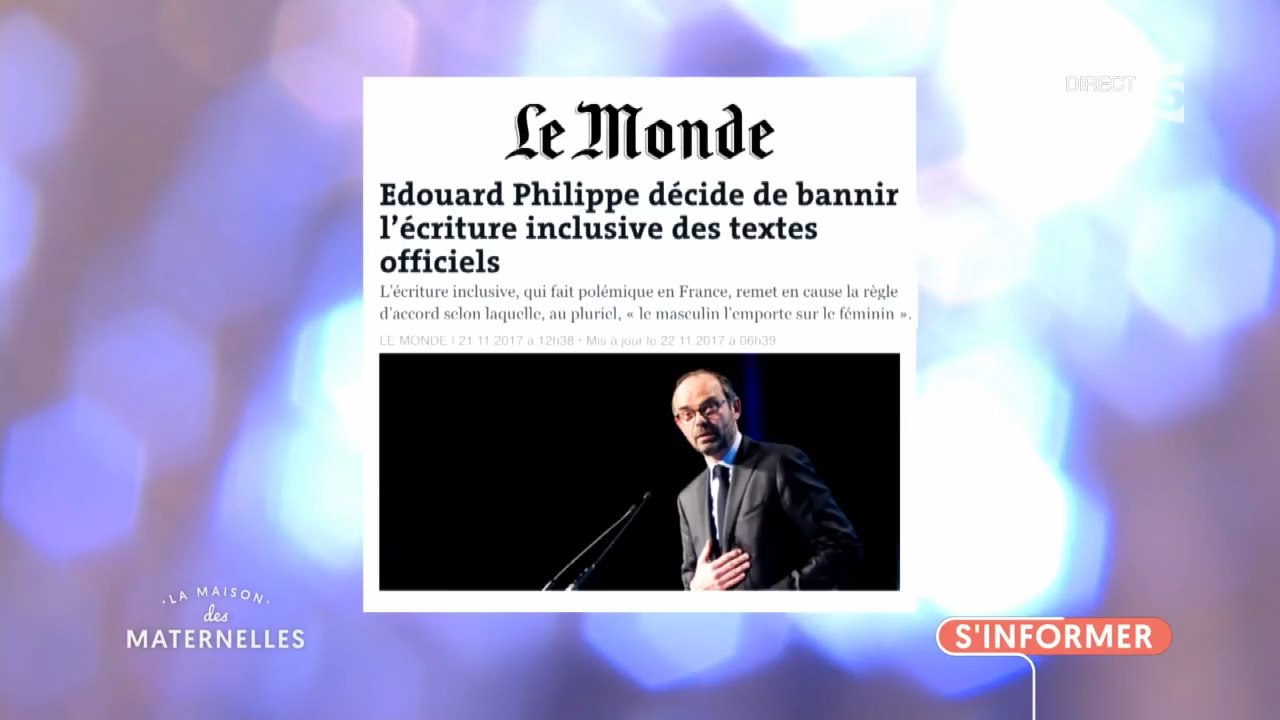 DIRECT
5
Le Monde
Edouard Philippe décide de bannir
l'écriture inclusive des textes
officiels
L'écriture inclusive, qui fait polémique en France, remet en cause la règle
d'accord selon laquelle, au pluriel, « le masculin l'emporte sur le féminin ».
LE MONDE | 21 11 2017 à 12h38 • Mis à jour le 22 11 2017 à 06h39
·LA MAISON·
des
MATERNELLES
S'INFORMER